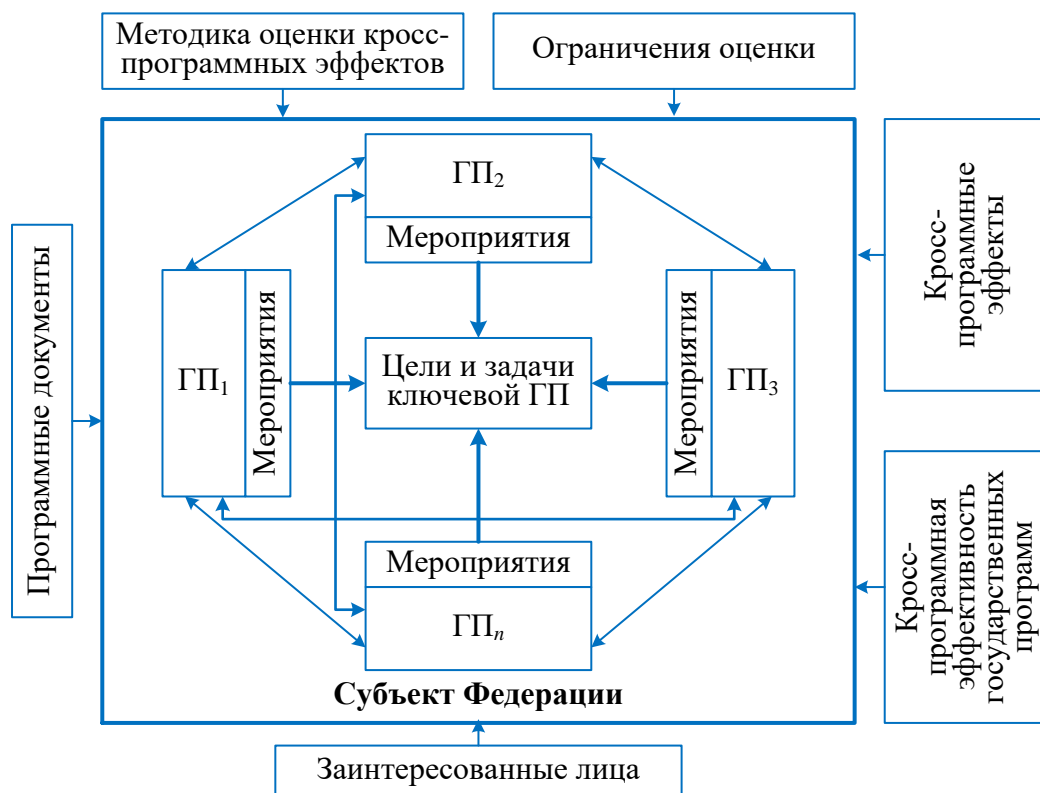 Методика оценки кросс-
программных эффектов
Ограничения оценки
ГП2
Мероприятия
Программные документы
ГП1
Мероприятия
Цели и задачи
ключевой ГП
Мероприятия
ГП3
Кросс-
программные
эффекты
Мероприятия
ГПn
Кросс-
программная
эффективность
государственных
программ
Субъект Федерации
Заинтересованные лица